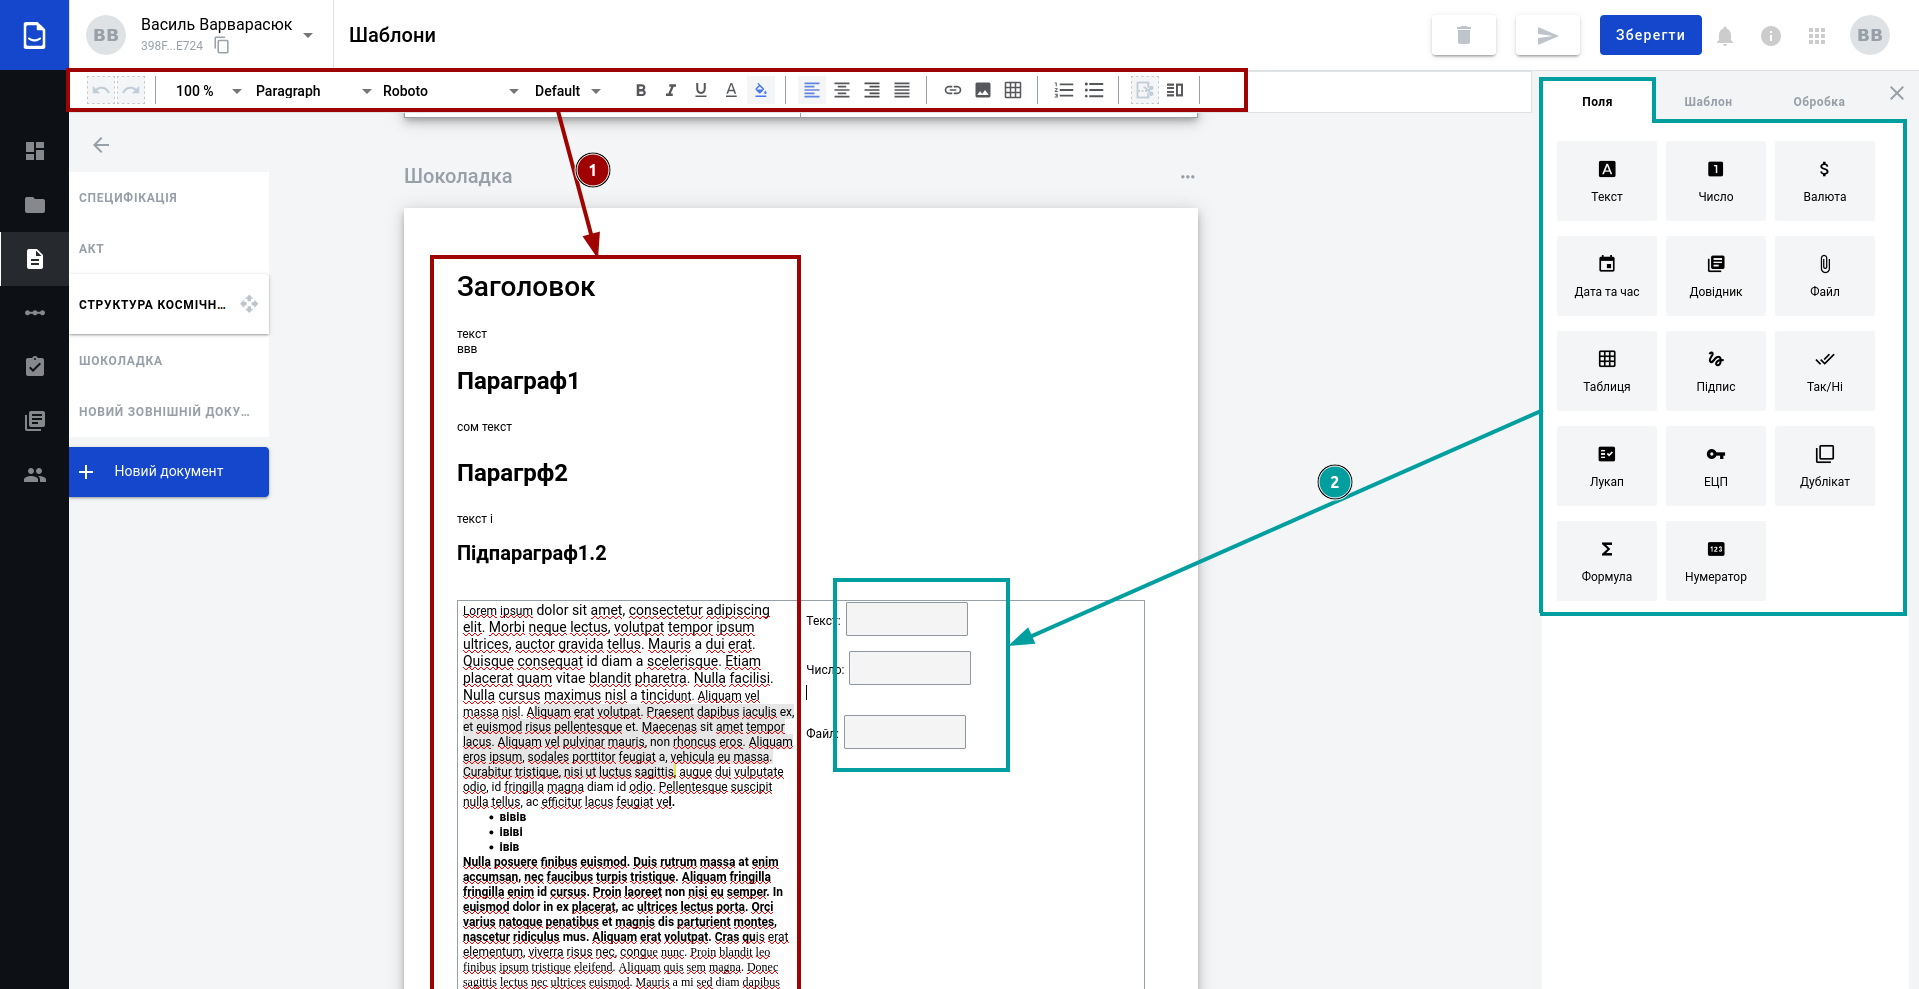 BB
Василь Варварасюк
398F...E724
Шаблони
Зберегти
BB
100 %
Paragraph
Roboto
Default
B
I
U
A
Поля
Шаблон
Обробка
СПЕЦИФІКАЦІЯ
АКТ
СТРУКТУРА КОСМІЧН...
ШОКОЛАДКА
НОВИЙ ЗОВНІШНІЙ ДОКУ...
Новий документ
1
Шоколадка
Заголовок
текст
ввв
Параграф1
сом текст
Парагрф2
текст і
Підпараграф1.2
Lorem ipsum dolor sit amet, consectetur adipiscing
elit. Morbi neque lectus, volutpat tempor ipsum
ultrices, auctor gravida tellus. Mauris a dui erat.
Quisque consequat id diam a scelerisque. Etiam
placerat quam vitae blandit pharetra. Nulla facilisi.
Nulla cursus maximus nisl a tincidunt. Aliquam vel
massa nisl. Aliquam erat volutpat. Praesent dapibus iaculis ex,
et euismod risus pellentesque et. Maecenas sit amet tempor
lacus. Aliquam vel pulvinar mauris, non rhoncus eros. Aliquam
eros ipsum, sodales porttitor feugiat a, vehicula eu massa.
Curabitur tristique, nisi ut luctus sagittis, augue dui vulputate
odio, id fringilla magna diam id odio. Pellentesque suscipit
nulla tellus, ac efficitur lacus feugiat vel.
• вівів
• івіві
• івів
Nulla posuere finibus euismod. Duis rutrum massa at enim
accumsan, nec faucibus turpis tristique. Aliquam fringilla
fringilla enim id cursus. Proin laoreet non nisi eu semper. In
euismod dolor in ex placerat, ac ultrices lectus porta. Orci
varius natoque penatibus et magnis dis parturient montes,
nascetur ridiculus mus. Aliquam erat volutpat. Cras quis erat
elementum, viverra risus nec, congue nunc. Proin blandit leo
finibus ipsum tristique eleifend. Aliquam quis sem magna. Donec
sagittis lectus nec ultrices euismod. Mauris a mi sed diam dapibus
Текст:
Число:
Файл:
2
Текст
Число
Валюта
Дата та час
Довідник
Файл
Таблиця
Підпис
Так/Ні
Лукап
ЕЦП
Дублікат
Формула
Нумератор